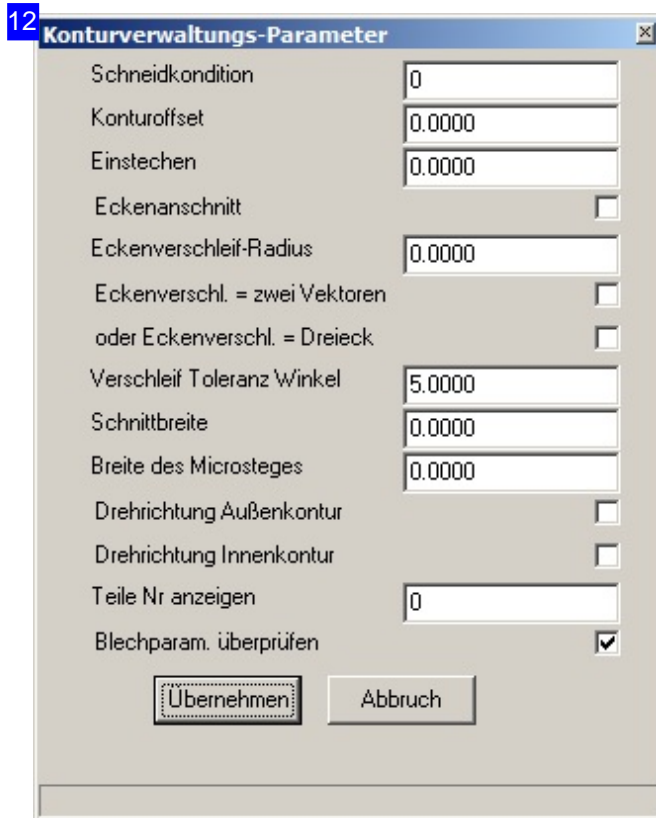 12
Konturverwaltungs-Parameter
Schneidkondition 0
Konturoffset 0.0000
Einstechen 0.0000
Eckenanschnitt
Eckenverschleif-Radius 0.0000
Eckenverschl. = zwei Vektoren
oder Eckenverschl. = Dreieck
Verschleif Toleranz Winkel 5.0000
Schnittbreite 0.0000
Breite des Microsteges 0.0000
Drehrichtung Außenkontur
Drehrichtung Innenkontur
Teile Nr anzeigen 0
Blechparam. überprüfen
Übernehmen Abbruch